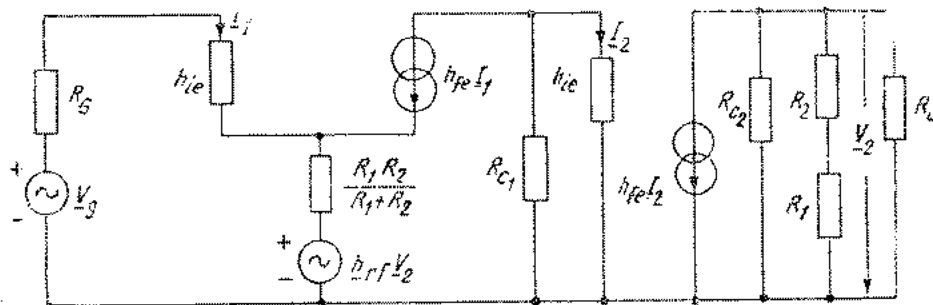 I1
hie
RG
+
Vg
-
hfe I1
R1 R2
R1+R2
+
hrf V2
-
RC1
I2
hie
hfe I2
RC2
R2
R1
V2